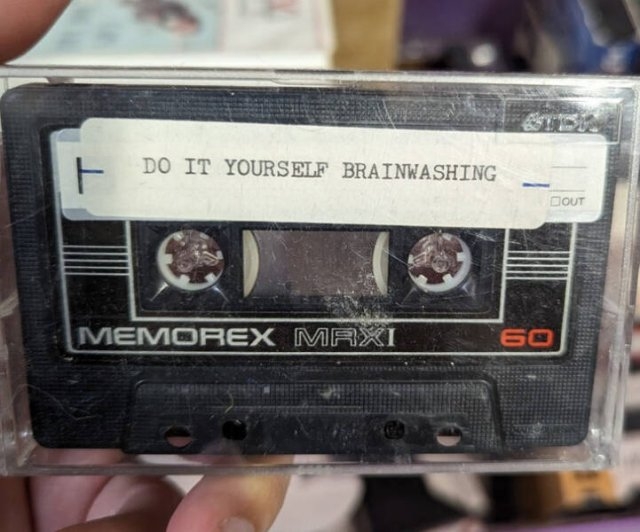 TDK
DO IT YOURSELF BRAINWASHING
OUT
MEMOREX MRXI 60